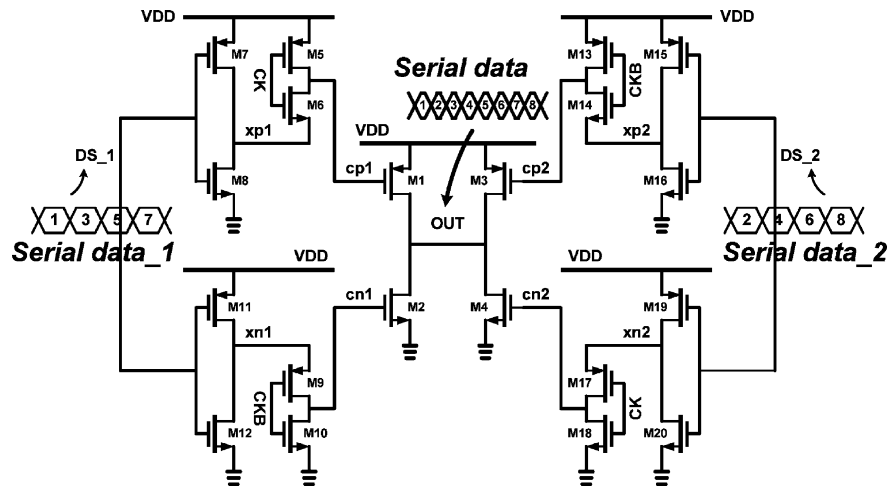 VDD
VDD
M7
M5
M13
M15
CK
CKB
Serial data
M6
M14
1 2 3 4 5 6 7 8
xp1
xp2
VDD
DS_1
DS_2
cp1
cp2
M8
M1
M3
M16
1 3 5 7
OUT
2 4 6 8
Serial data_1
Serial data_2
VDD
VDD
M11
cn1
M2
M4
cn2
M19
xn1
xn2
M9
M17
CKB
CK
M12
M10
M18
M20